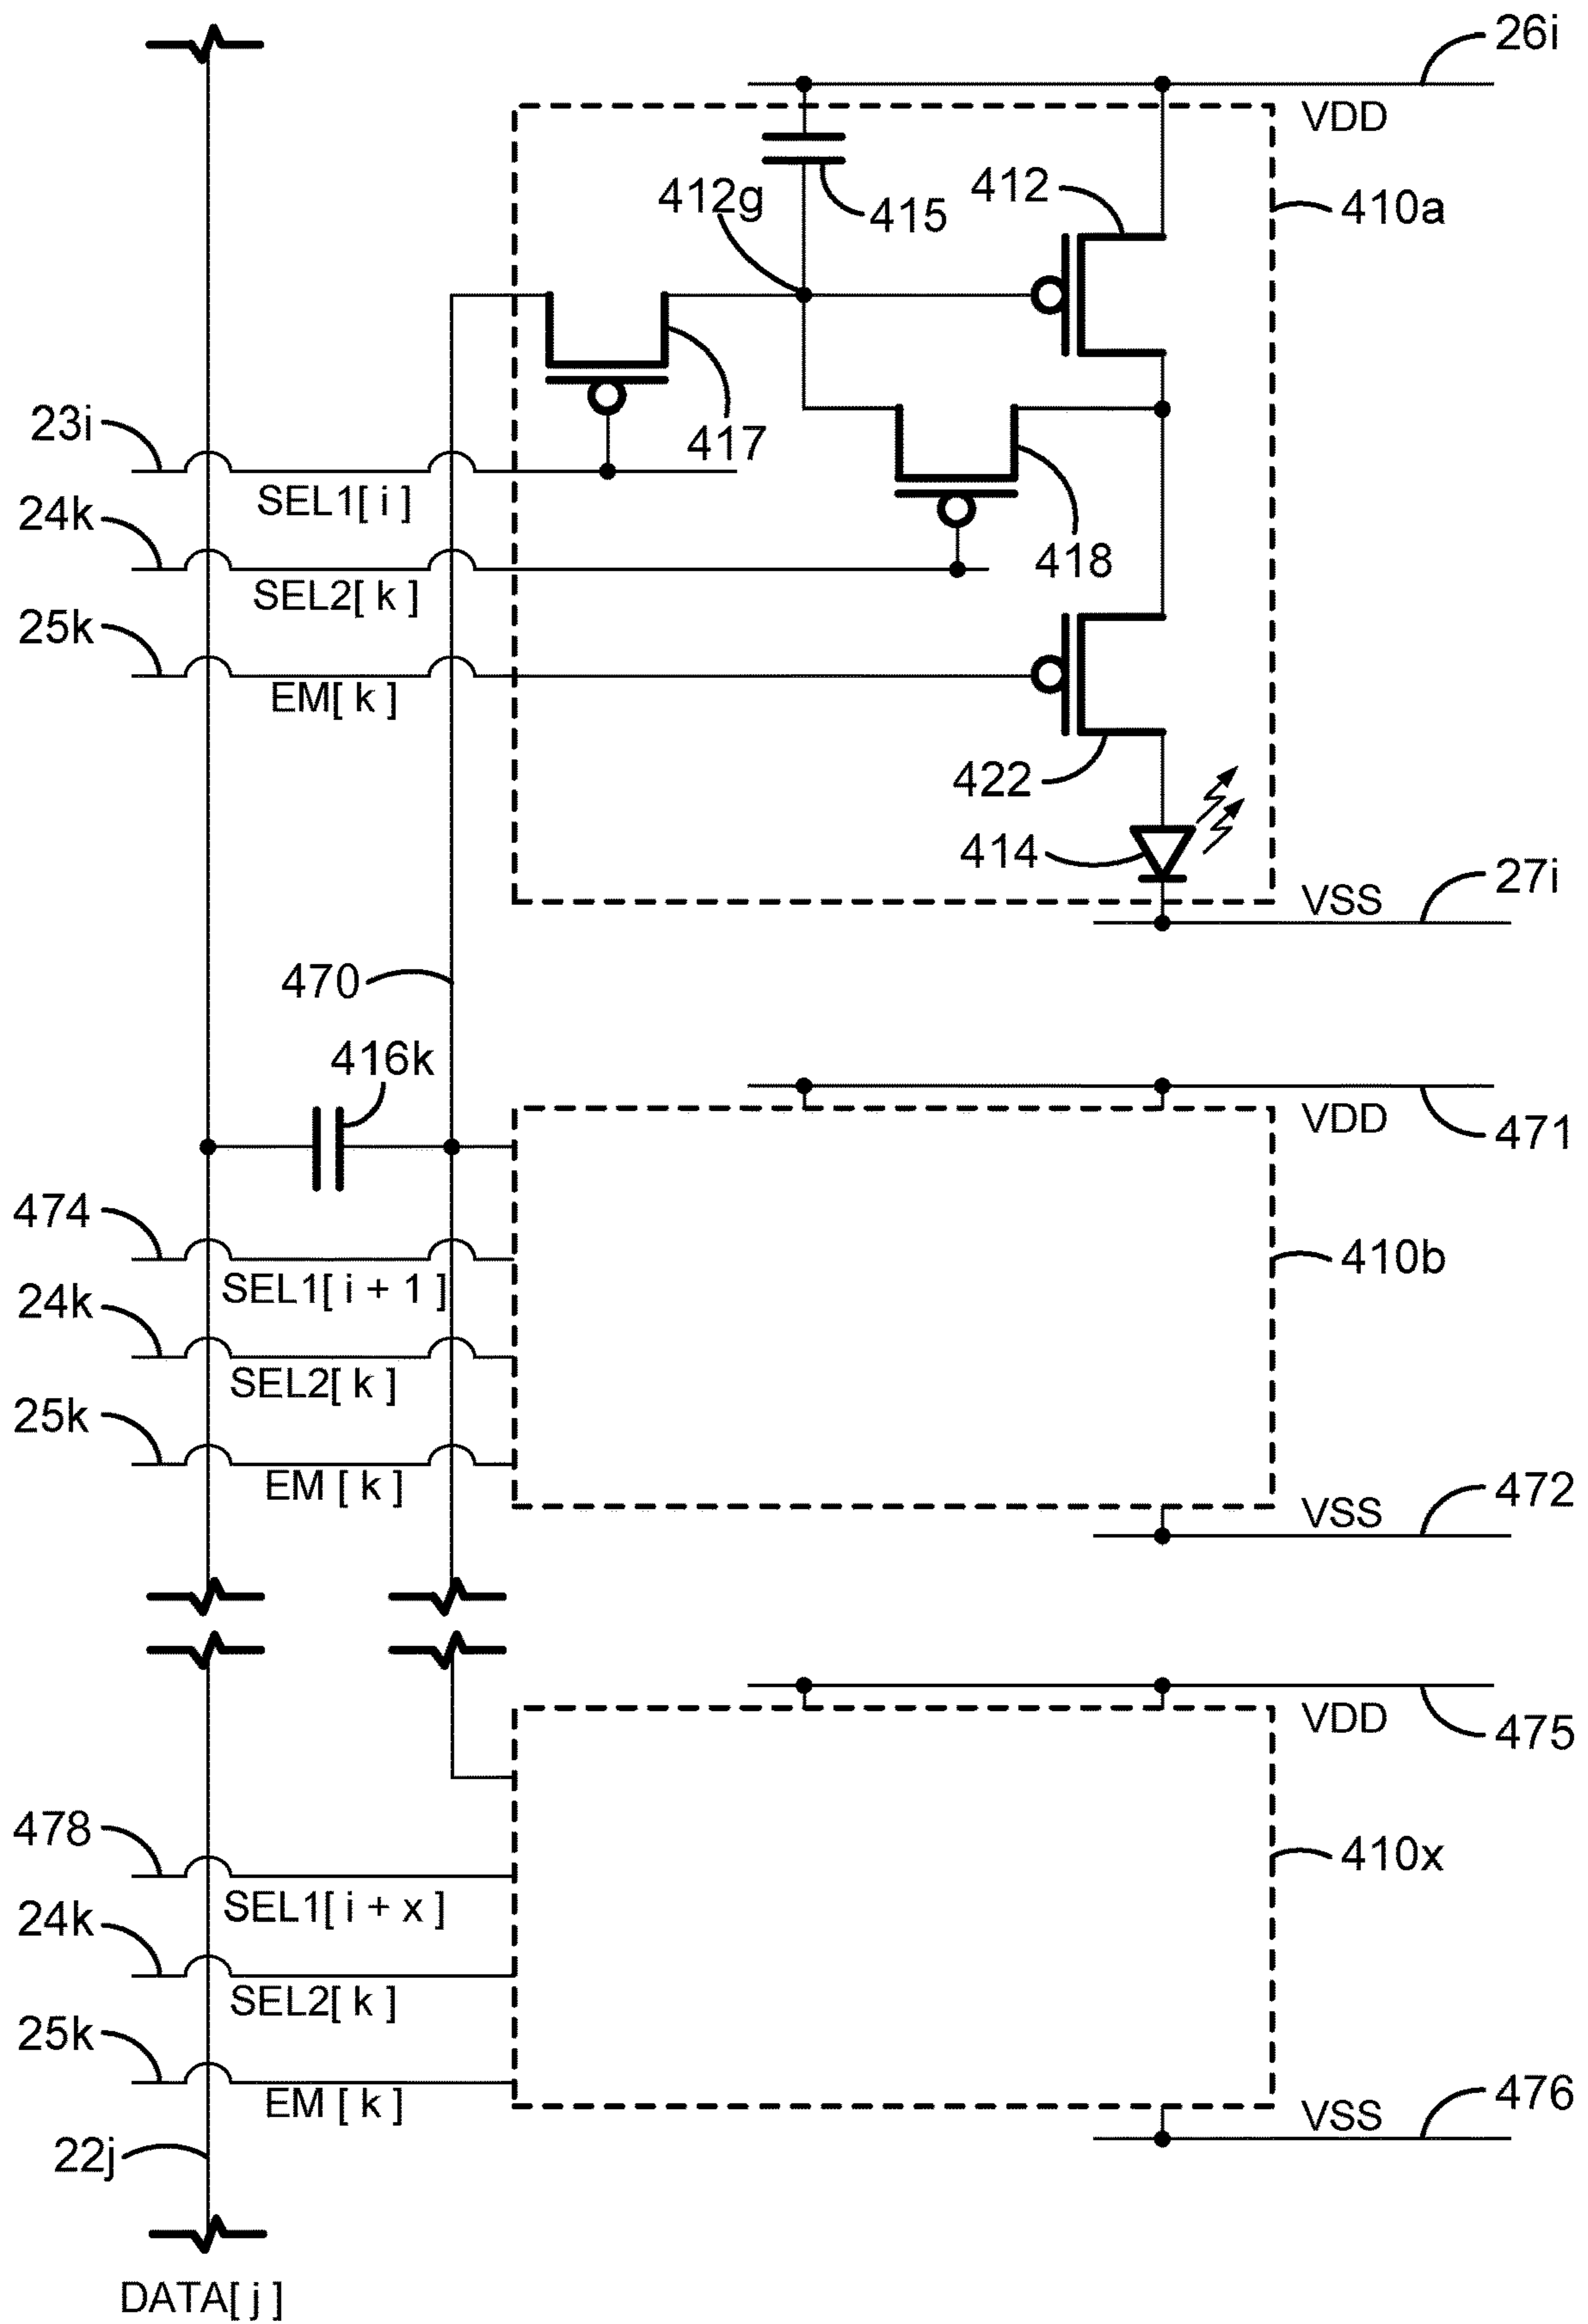 26i
VDD
412
412g
415
410a
23i
417
SEL1[ i ]
24k
418
SEL2[ k ]
25k
EM[ k ]
422
414
27i
VSS
470
416k
VDD
471
474
410b
SEL1[ i + 1 ]
24k
SEL2[ k ]
25k
EM [ k ]
472
VSS
VDD
475
478
410x
SEL1[ i + x ]
24k
SEL2[ k ]
25k
EM [ k ]
476
VSS
22j
DATA[ j ]